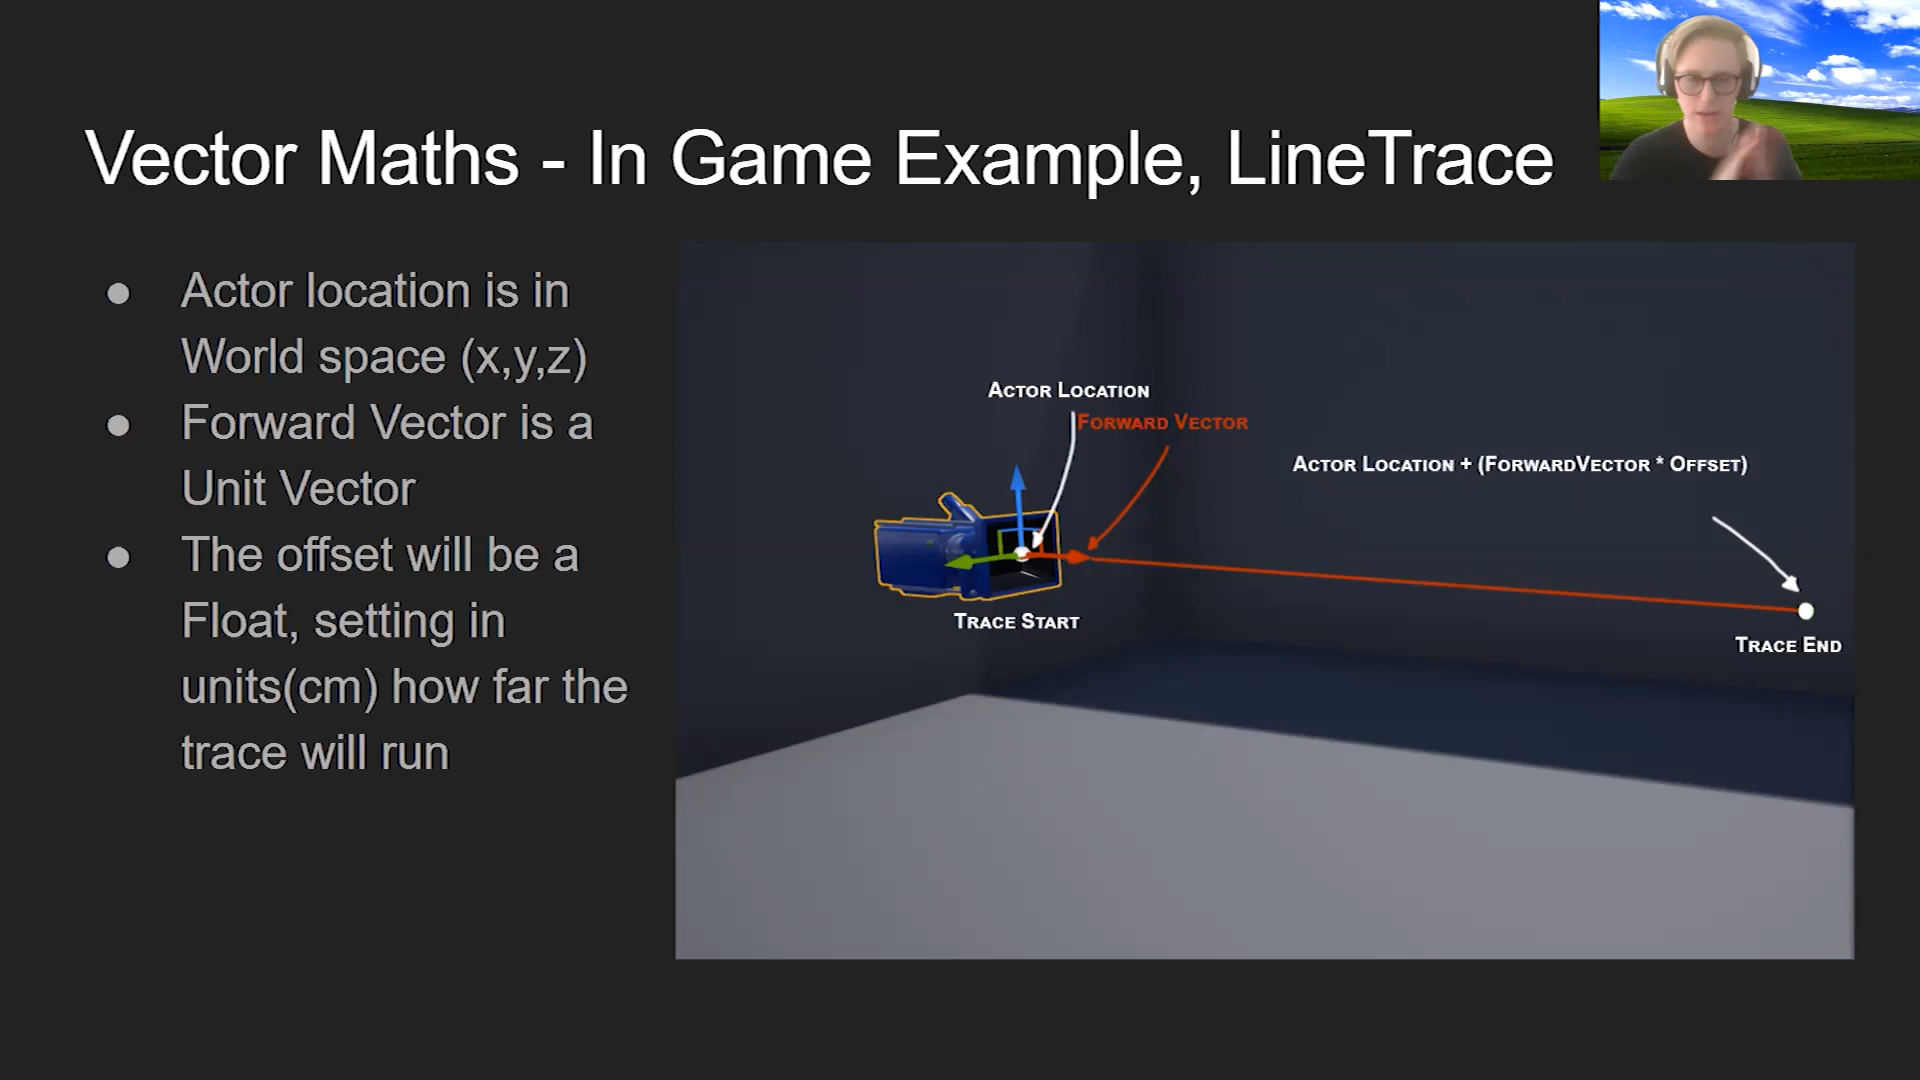 Vector Maths - In Game Example, LineTrace
● Actor location is in
World space (x,y,z)
● Forward Vector is a
Unit Vector
● The offset will be a
Float, setting in
units(cm) how far the
trace will run
Actor Location
Forward Vector
Actor Location + (ForwardVector * Offset)
Trace Start
Trace End